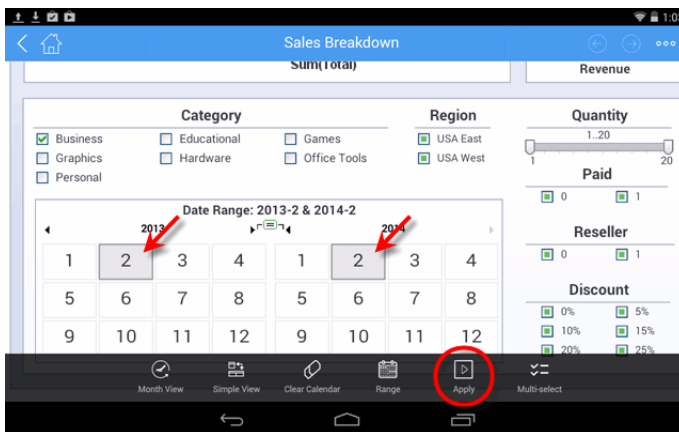 1:03
Sales Breakdown
Sum(Total)
Revenue
Category
Region
Quantity
Business
Educational
Games
USA East
1..20
Graphics
Hardware
Office Tools
USA West
1
20
Personal
Paid
0
1
Date Range: 2013-2 & 2014-2
2013
2014
Reseller
1 2 3 4 1 2 3 4
0
1
5 6 7 8 5 6 7 8
Discount
0%
5%
9 10 11 12 9 10 11 12
10%
15%
20%
25%
Month View
Simple View
Clear Calendar
Range
Apply
Multi-select